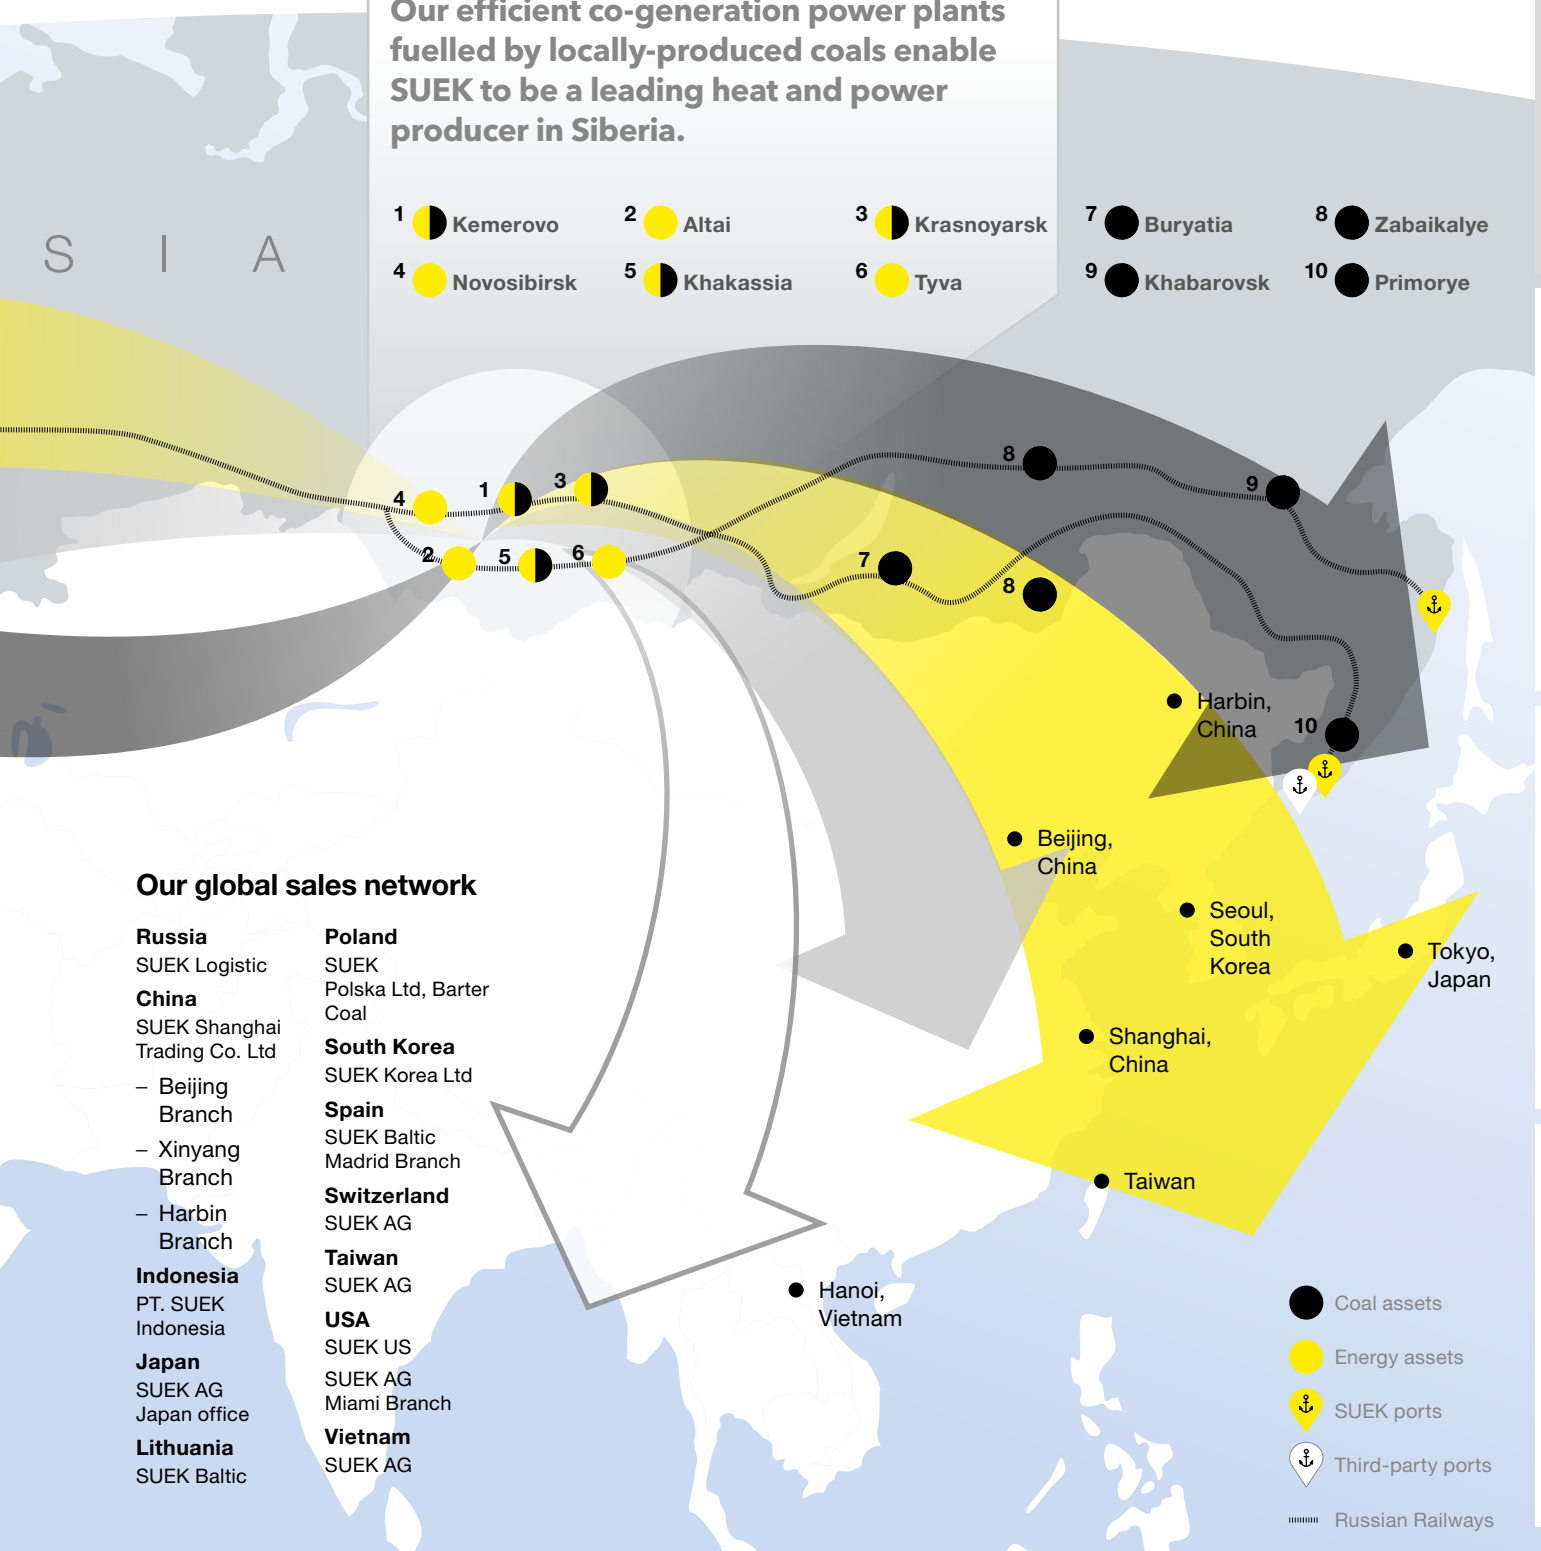 Our efficient co-generation power plants
fuelled by locally-produced coals enable
SUEK to be a leading heat and power
producer in Siberia.
1 Kemerovo
2 Altai
3 Krasnoyarsk
7 Buryatia
8 Zabaikalye
4 Novosibirsk
5 Khakassia
6 Tyva
9 Khabarovsk
10 Primorye
S I A
4
1
3
2
5
6
8
9
7
8
10
Harbin,
China
Beijing,
China
Seoul,
South
Korea
Tokyo,
Japan
Shanghai,
China
Taiwan
Hanoi,
Vietnam
Our global sales network
Russia
SUEK Logistic
China
SUEK Shanghai
Trading Co. Ltd
– Beijing
Branch
– Xinyang
Branch
– Harbin
Branch
Indonesia
PT. SUEK
Indonesia
Japan
SUEK AG
Japan office
Lithuania
SUEK Baltic
Poland
SUEK
Polska Ltd, Barter
Coal
South Korea
SUEK Korea Ltd
Spain
SUEK Baltic
Madrid Branch
Switzerland
SUEK AG
Taiwan
SUEK AG
USA
SUEK US
SUEK AG
Miami Branch
Vietnam
SUEK AG
Coal assets
Energy assets
SUEK ports
Third-party ports
Russian Railways